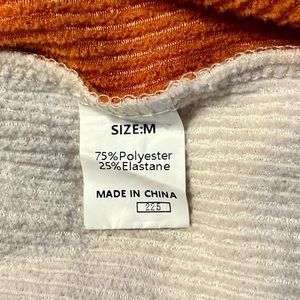 SIZE:M
75%Polyester
25%Elastane
MADE IN CHINA
225